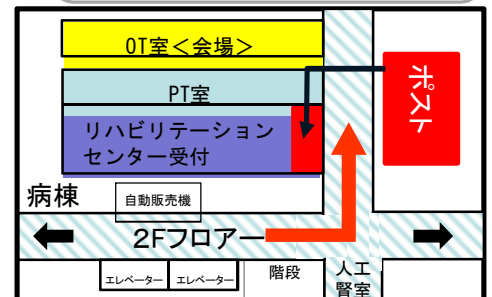 OT室<会場>
PT室
リハビリテーション
センター受付
ポスト
病棟
自動販売機
2Fフロアー
エレベーター
エレベーター
階段
人工
腎室